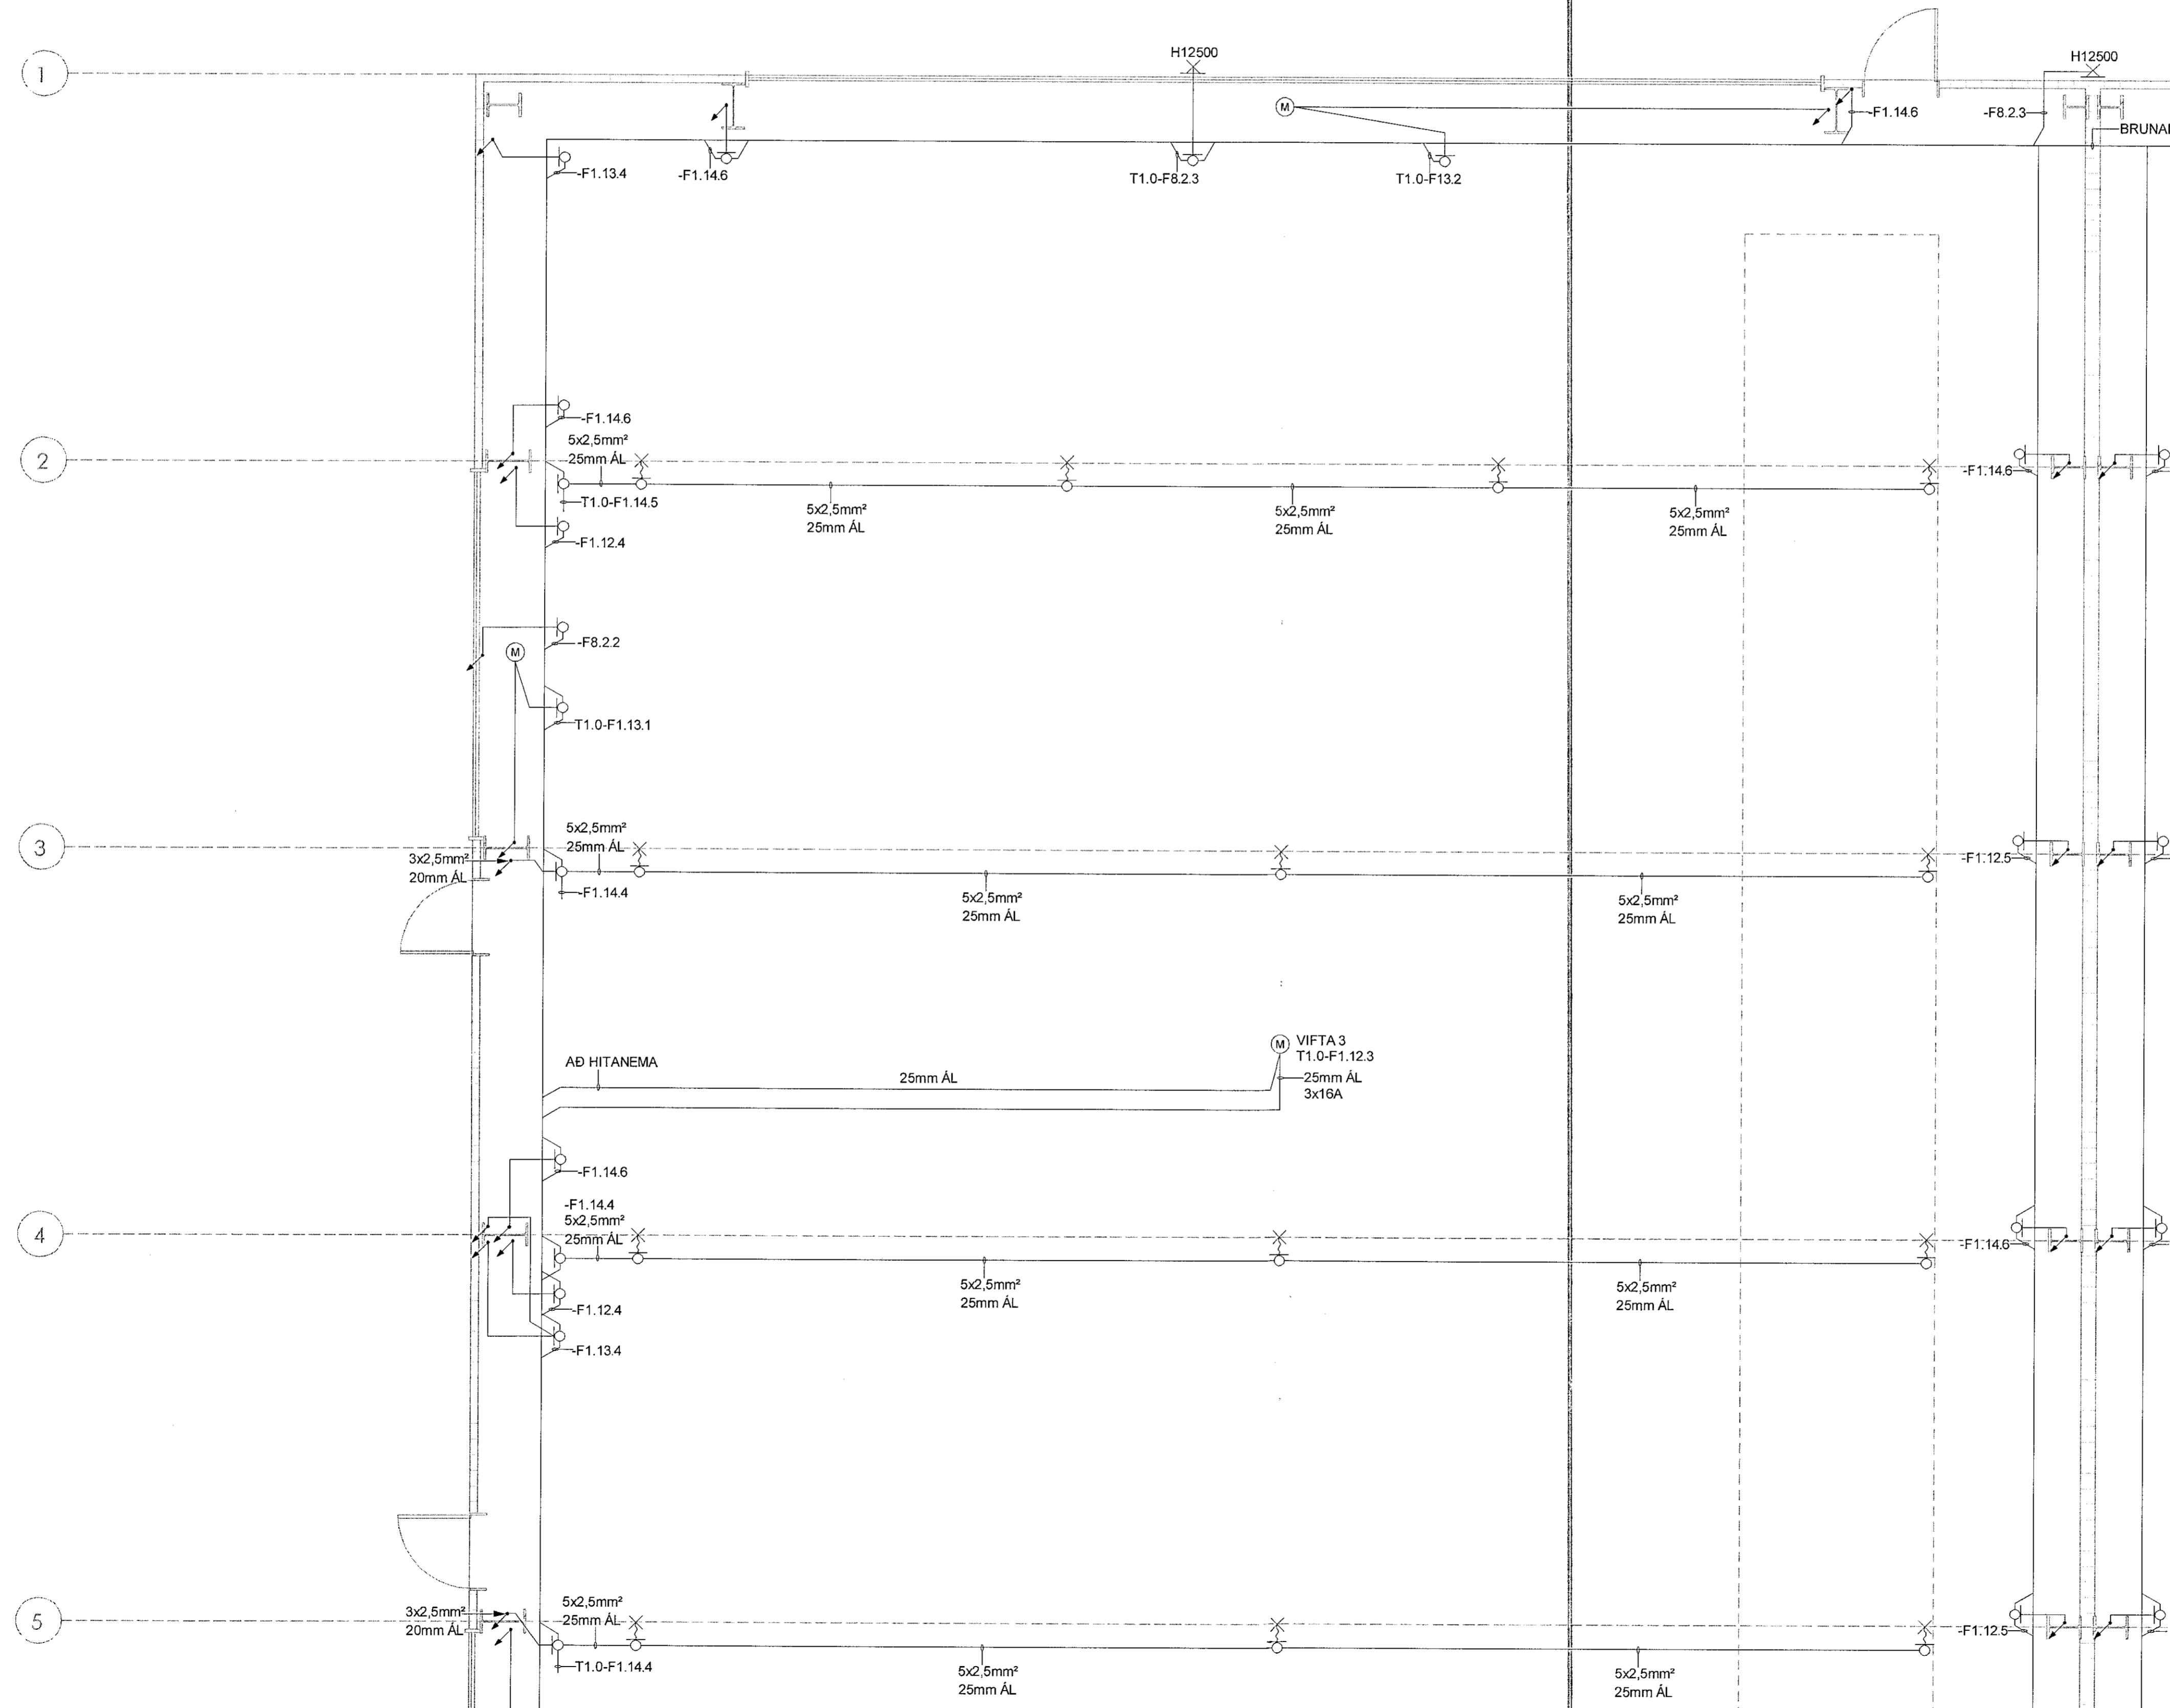 H12500
H12500
1
M
-F1.14.6
-F8.2.3
-F1.13.4
-F1.14.6
T1.0-F8.2.3
T1.0-F13.2
-F1.14.6
2
5x2,5mm²
25mm ÁL
-F1.14.6
T1.0-F1.14.5
5x2,5mm²
25mm ÁL
5x2,5mm²
25mm ÁL
5x2,5mm²
25mm ÁL
-F1.12.4
-F8.2.2
M
T1.0-F1.13.1
3
5x2,5mm²
25mm ÁL
3x2,5mm²
20mm ÁL
-F1.12.5
-F1.14.4
5x2,5mm²
25mm ÁL
5x2,5mm²
25mm ÁL
M
VIFTA 3
T1.0-F1.12.3
25mm ÁL
3x16A
AÐ HITANEMA
25mm ÁL
-F1.14.6
4
-F1.14.4
5x2,5mm²
25mm ÁL
-F1.14.6
5x2,5mm²
25mm ÁL
5x2,5mm²
25mm ÁL
-F1.12.4
-F1.13.4
5
3x2,5mm²
20mm ÁL
5x2,5mm²
25mm ÁL
-F1.12.5
T1.0-F1.14.4
5x2,5mm²
25mm ÁL
5x2,5mm²
25mm ÁL